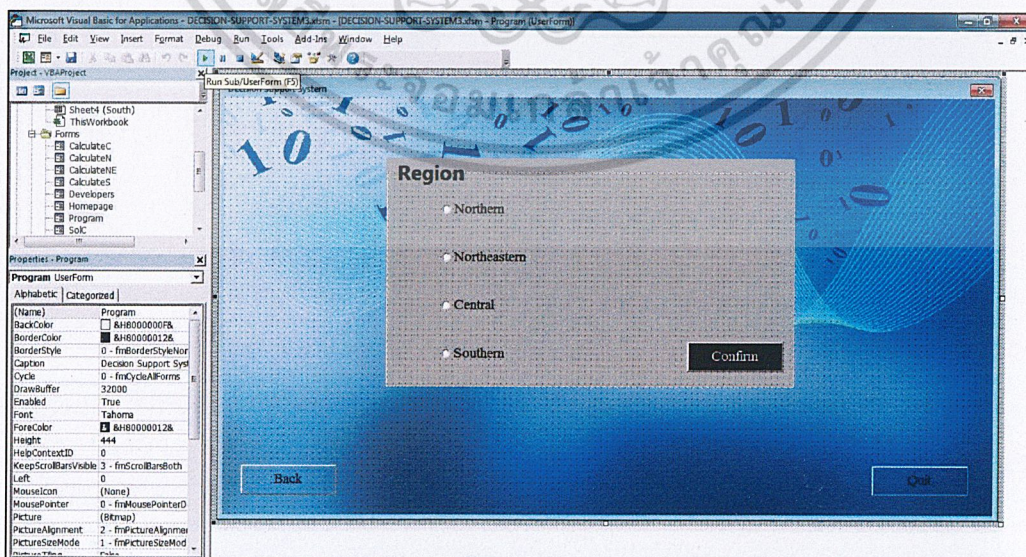 Microsoft Visual Basic for Applications - DECISION-SUPPORT-SYSTEM3.xlsm - [DECISION-SUPPORT-SYSTEM3.xlsm - Program (UserForm)]
File Edit View Insert Format Debug Run Tools Add-Ins Window Help
Project - VBAProject
Run Sub/UserForm (F5)
Decision Support System
Sheet4 (South)
ThisWorkbook
Forms
CalculateC
CalculateN
CalculateNE
CalculateS
Developers
Homepage
Program
SolC
Properties - Program
Program UserForm
Alphabetic Categorized
(Name) Program
BackColor &H8000000F&
BorderColor &H80000012&
BorderStyle 0 - fmBorderStyleNor
Caption Decision Support Syst
Cycle 0 - fmCycleAllForms
DrawBuffer 32000
Enabled True
Font Tahoma
ForeColor &H80000012&
Height 444
HelpContextID 0
KeepScrollBarsVisible 3 - fmScrollBarsBoth
Left 0
MouseIcon (None)
MousePointer 0 - fmMousePointerD
Picture (Bitmap)
PictureAlignment 2 - fmPictureAlignmen
PictureSizeMode 1 - fmPictureSizeMod
PictureTiling False
Region
Northern
Northeastern
Central
Southern
Confirm
Back
Quit